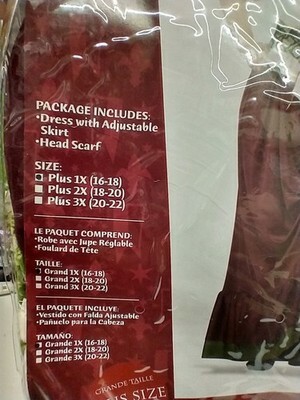 PACKAGE INCLUDES:
•Dress with Adjustable
Skirt
•Head Scarf
SIZE:
Plus 1X (16-18)
Plus 2X (18-20)
Plus 3X (20-22)
LE PAQUET COMPREND:
•Robe avec Jupe Réglable
•Foulard de Tête
TAILLE:
Grand 1X (16-18)
Grand 2X (18-20)
Grand 3X (20-22)
EL PAQUETE INCLUYE:
•Vestido con Falda Ajustable
•Pañuelo para la Cabeza
TAMAÑO:
Grande 1X (16-18)
Grande 2X (18-20)
Grande 3X (20-22)
GRANDE TAILLE
SIZE